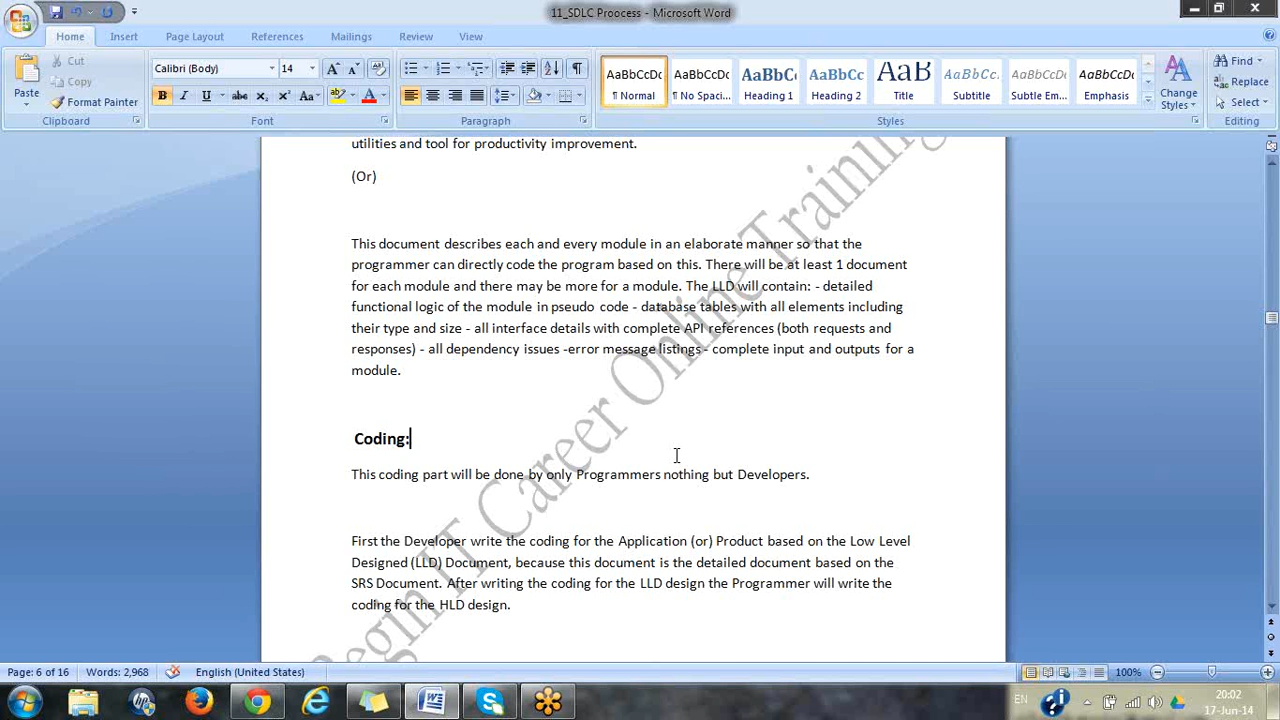 11_SDLC Proocess - Microsoft Word
Home Insert Page Layout References Mailings Review View
Paste
Cut
Copy
Format Painter
Clipboard
Calibri (Body) 14
Font
Paragraph
AaBbCcDc AaBbCcDc AaBbC AaBbCc AaB AaBbCc. AaBbCcDc AaBbCcDc
¶ Normal ¶ No Spaci... Heading 1 Heading 2 Title Subtitle Subtle Em... Emphasis
Change Styles
Styles
Find
Replace
Select
Editing
utilities and tool for productivity improvement.
(Or)
This document describes each and every module in an elaborate manner so that the
programmer can directly code the program based on this. There will be at least 1 document
for each module and there may be more for a module. The LLD will contain: - detailed
functional logic of the module in pseudo code - database tables with all elements including
their type and size - all interface details with complete API references (both requests and
responses) - all dependency issues -error message listings - complete input and outputs for a
module.
Coding:
This coding part will be done by only Programmers nothing but Developers.
First the Developer write the coding for the Application (or) Product based on the Low Level
Designed (LLD) Document, because this document is the detailed document based on the
SRS Document. After writing the coding for the LLD design the Programmer will write the
coding for the HLD design.
Begin IT Career Online Training
Page: 6 of 16 Words: 2,968 English (United States) 100%
EN 20:02
17-Jun-14